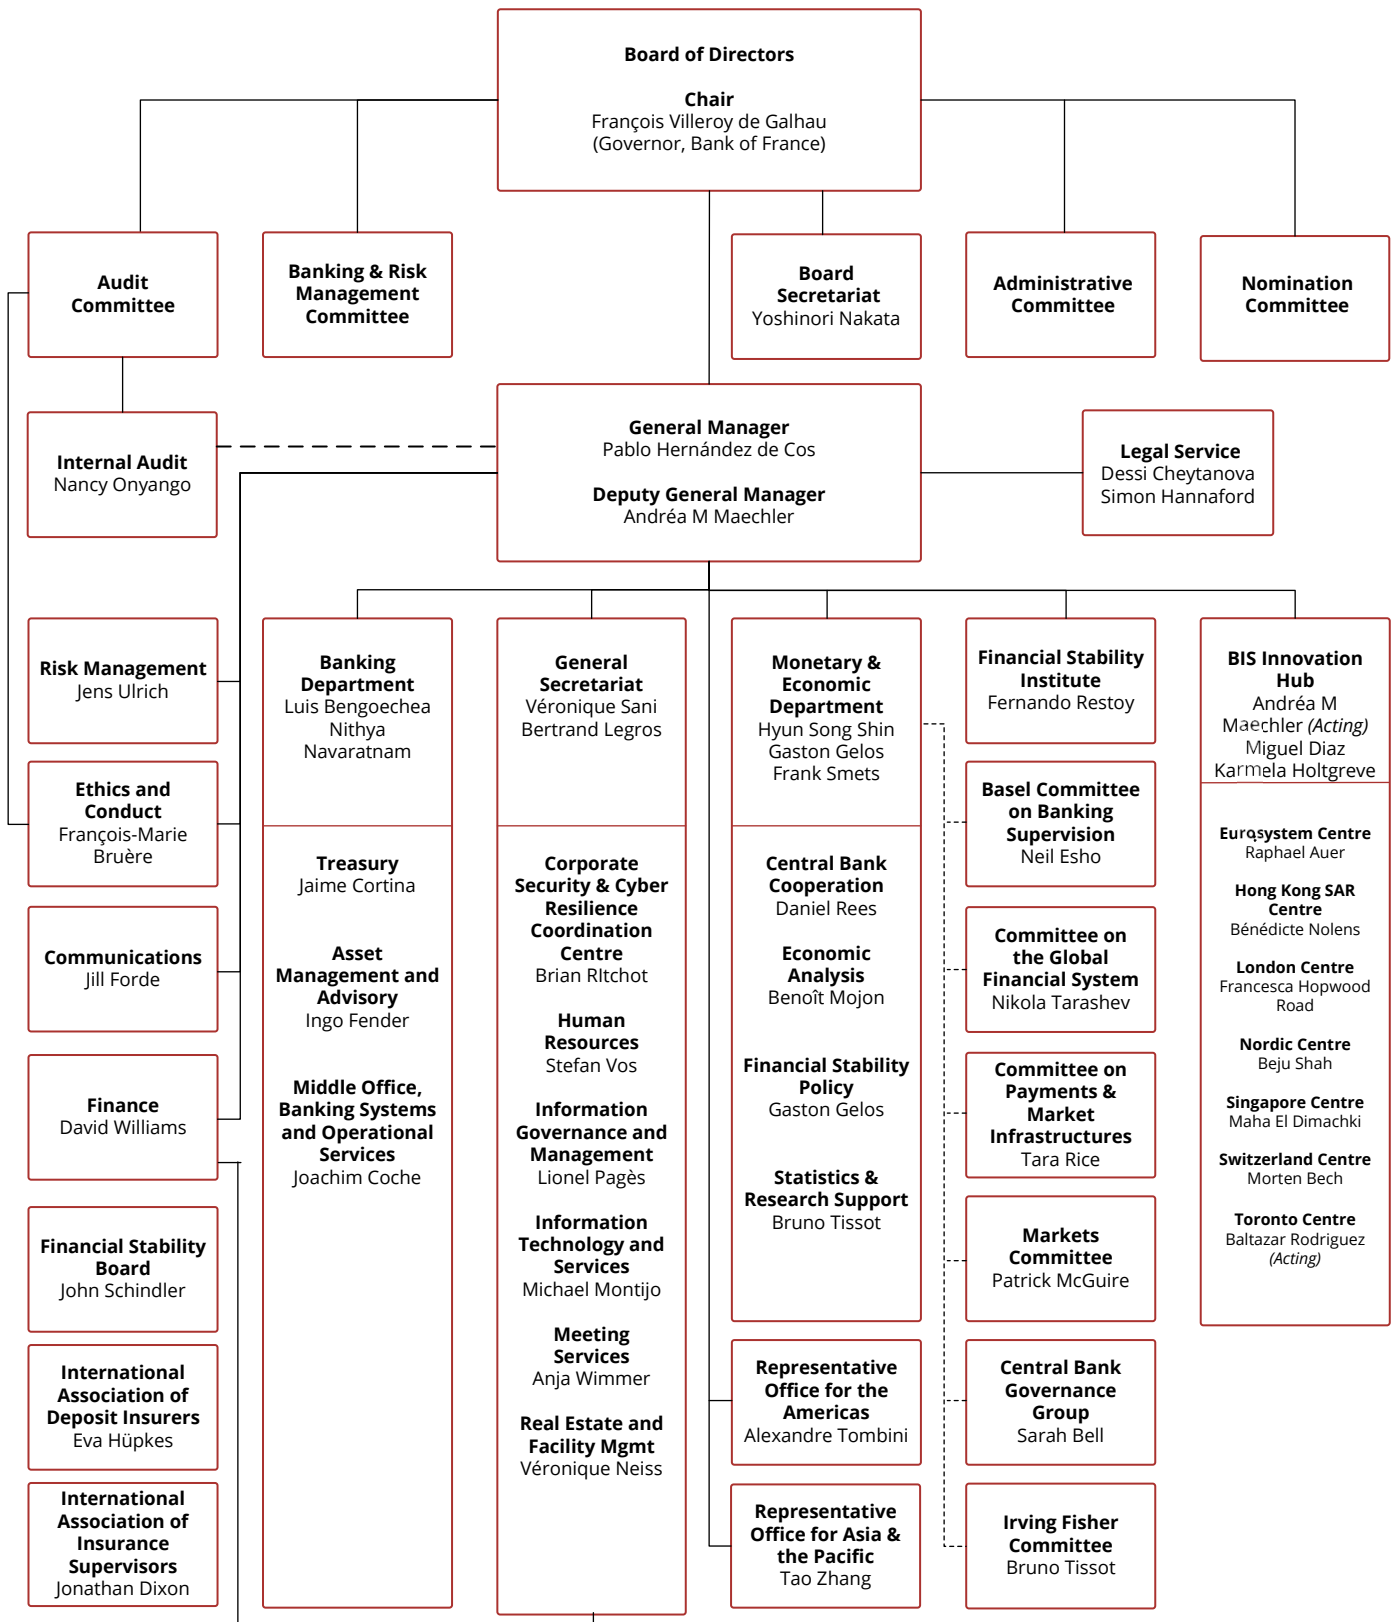 Board of Directors
Chair
François Villeroy de Galhau
(Governor, Bank of France)
Audit
Committee
Banking & Risk
Management
Committee
Board
Secretariat
Yoshinori Nakata
Administrative
Committee
Nomination
Committee
Internal Audit
Nancy Onyango
General Manager
Pablo Hernández de Cos
Deputy General Manager
Andréa M Maechler
Legal Service
Dessi Cheytanova
Simon Hannaford
Risk Management
Jens Ulrich
Ethics and
Conduct
François-Marie
Bruère
Communications
Jill Forde
Finance
David Williams
Financial Stability
Board
John Schindler
International
Association of
Deposit Insurers
Eva Hüpkes
International
Association of
Insurance
Supervisors
Jonathan Dixon
Banking
Department
Luis Bengoechea
Nithya
Navaratnam
Treasury
Jaime Cortina
Asset
Management and
Advisory
Ingo Fender
Middle Office,
Banking Systems
and Operational
Services
Joachim Coche
General
Secretariat
Véronique Sani
Bertrand Legros
Corporate
Security & Cyber
Resilience
Coordination
Centre
Brian RItchot
Human
Resources
Stefan Vos
Information
Governance and
Management
Lionel Pagès
Information
Technology and
Services
Michael Montijo
Meeting
Services
Anja Wimmer
Real Estate and
Facility Mgmt
Véronique Neiss
Monetary &
Economic
Department
Hyun Song Shin
Gaston Gelos
Frank Smets
Central Bank
Cooperation
Daniel Rees
Economic
Analysis
Benoît Mojon
Financial Stability
Policy
Gaston Gelos
Statistics &
Research Support
Bruno Tissot
Representative
Office for the
Americas
Alexandre Tombini
Representative
Office for Asia &
the Pacific
Tao Zhang
Financial Stability
Institute
Fernando Restoy
Basel Committee
on Banking
Supervision
Neil Esho
Committee on
the Global
Financial System
Nikola Tarashev
Committee on
Payments &
Market
Infrastructures
Tara Rice
Markets
Committee
Patrick McGuire
Central Bank
Governance
Group
Sarah Bell
Irving Fisher
Committee
Bruno Tissot
BIS Innovation
Hub
Andréa M
Maechler (Acting)
Miguel Diaz
Karmela Holtgreve
Eurosystem Centre
Raphael Auer
Hong Kong SAR
Centre
Bénédicte Nolens
London Centre
Francesca Hopwood
Road
Nordic Centre
Beju Shah
Singapore Centre
Maha El Dimachki
Switzerland Centre
Morten Bech
Toronto Centre
Baltazar Rodriguez
(Acting)